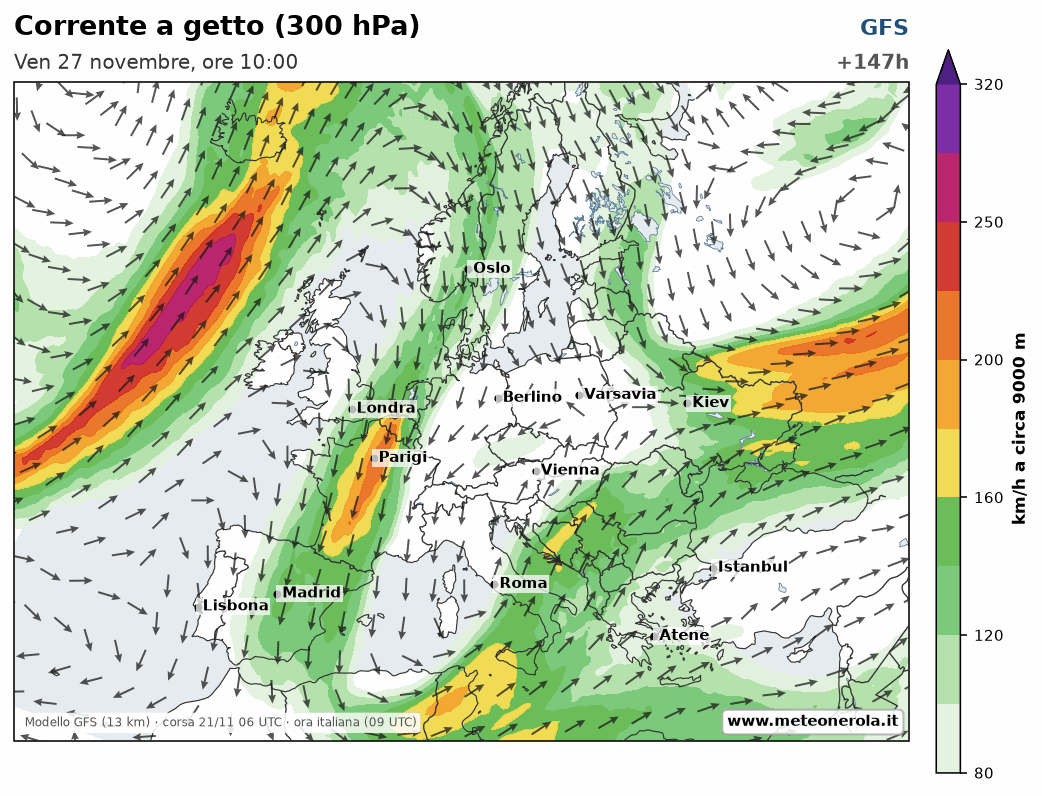 Corrente a getto (300 hPa)
GFS
Ven 27 novembre, ore 10:00
+147h
320
250
200
160
120
80
km/h a circa 9000 m
Oslo
Londra
Berlino
Varsavia
Kiev
Parigi
Vienna
Istanbul
Roma
Madrid
Lisbona
Atene
Modello GFS (13 km) · corsa 21/11 06 UTC · ora italiana (09 UTC)
www.meteonerola.it